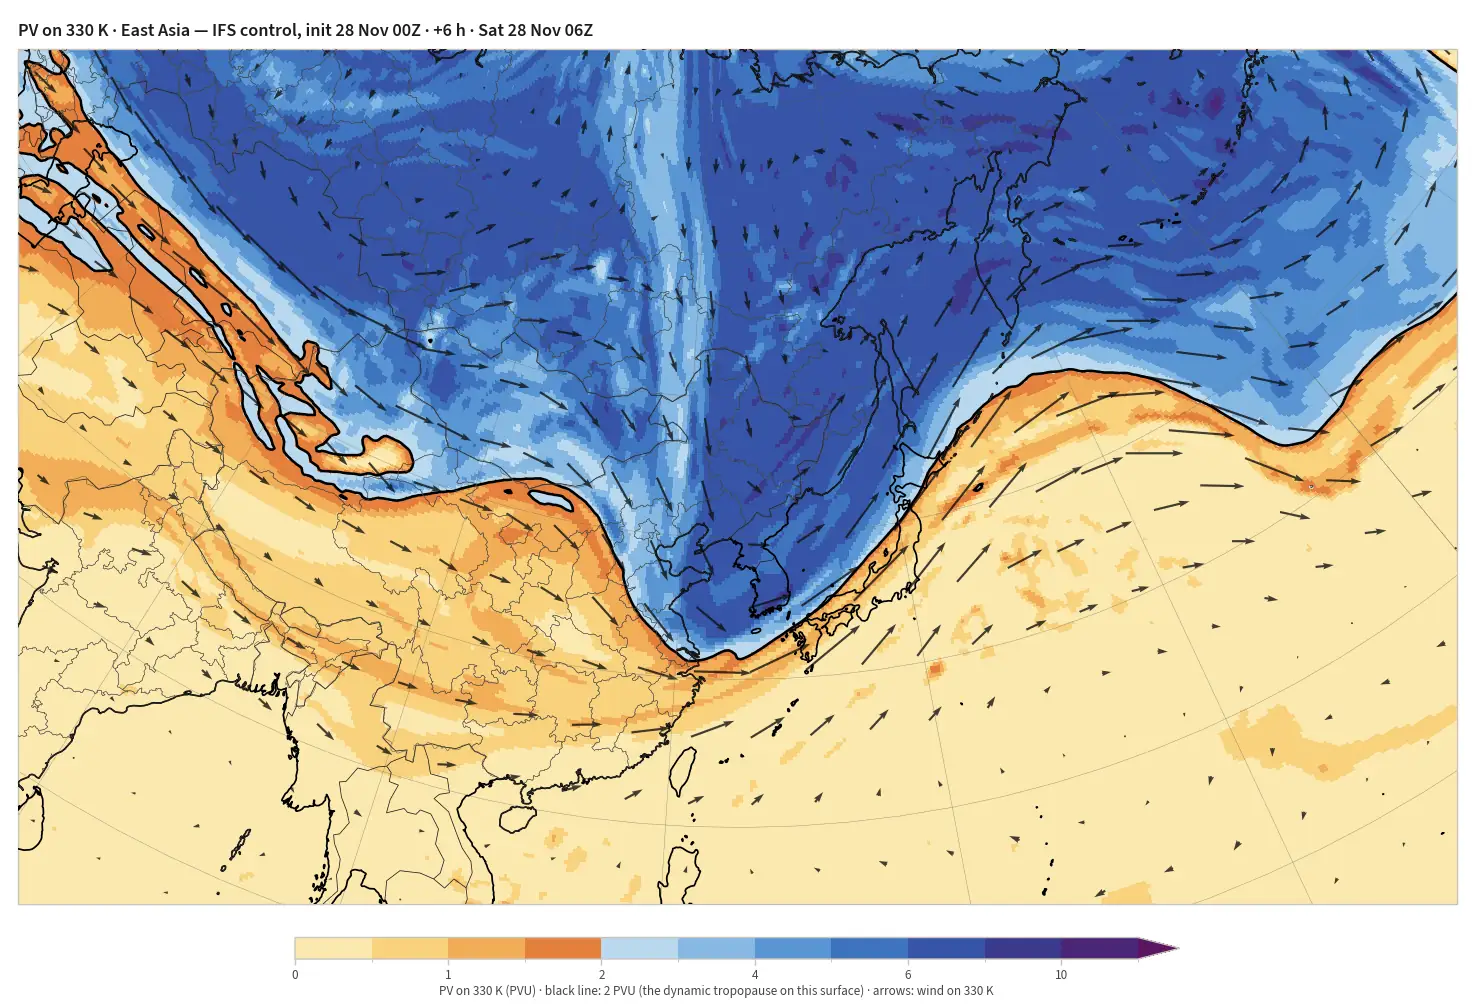 PV on 330 K · East Asia — IFS control, init 28 Nov 00Z · +6 h · Sat 28 Nov 06Z
0 1 2 4 6 10
PV on 330 K (PVU) · black line: 2 PVU (the dynamic tropopause on this surface) · arrows: wind on 330 K